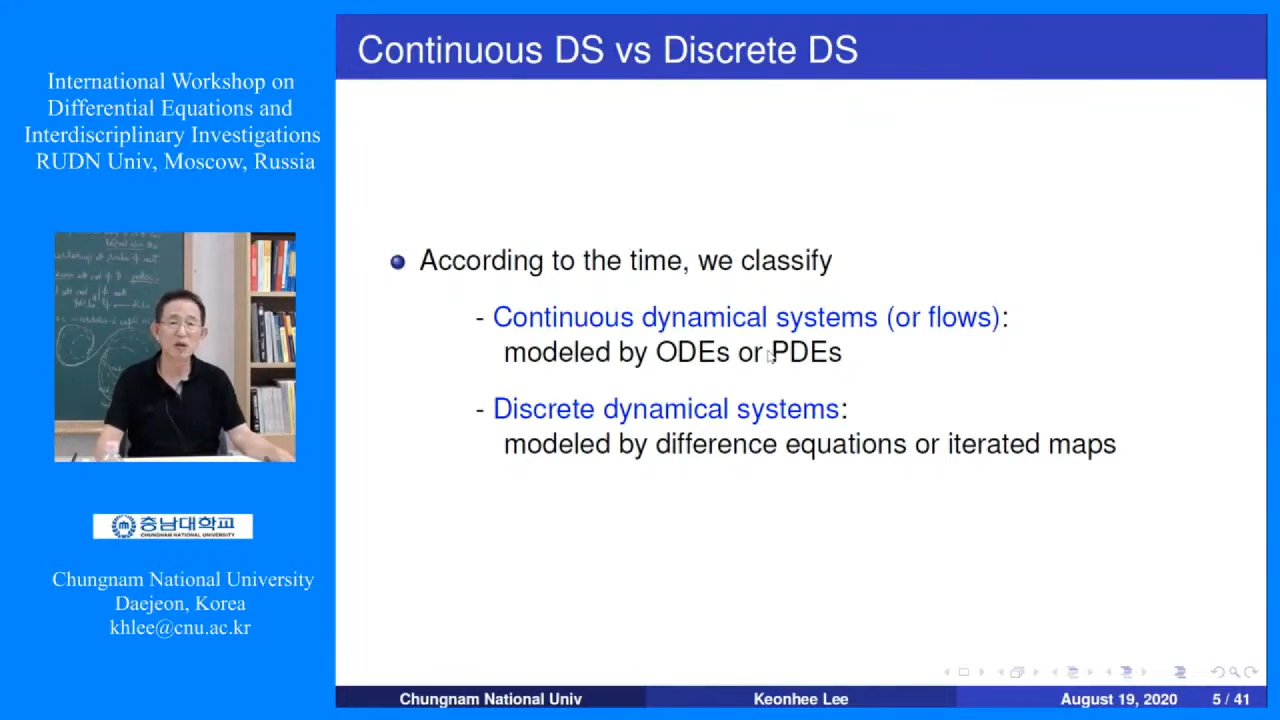 International Workshop on
Differential Equations and
Interdisciplinary Investigations
RUDN Univ, Moscow, Russia
충남대학교
CHUNGNAM NATIONAL UNIVERSITY
Chungnam National University
Daejeon, Korea
khlee@cnu.ac.kr
Continuous DS vs Discrete DS
According to the time, we classify
- Continuous dynamical systems (or flows):
modeled by ODEs or PDEs
- Discrete dynamical systems:
modeled by difference equations or iterated maps
Chungnam National Univ
Keonhee Lee
August 19, 2020
5 / 41